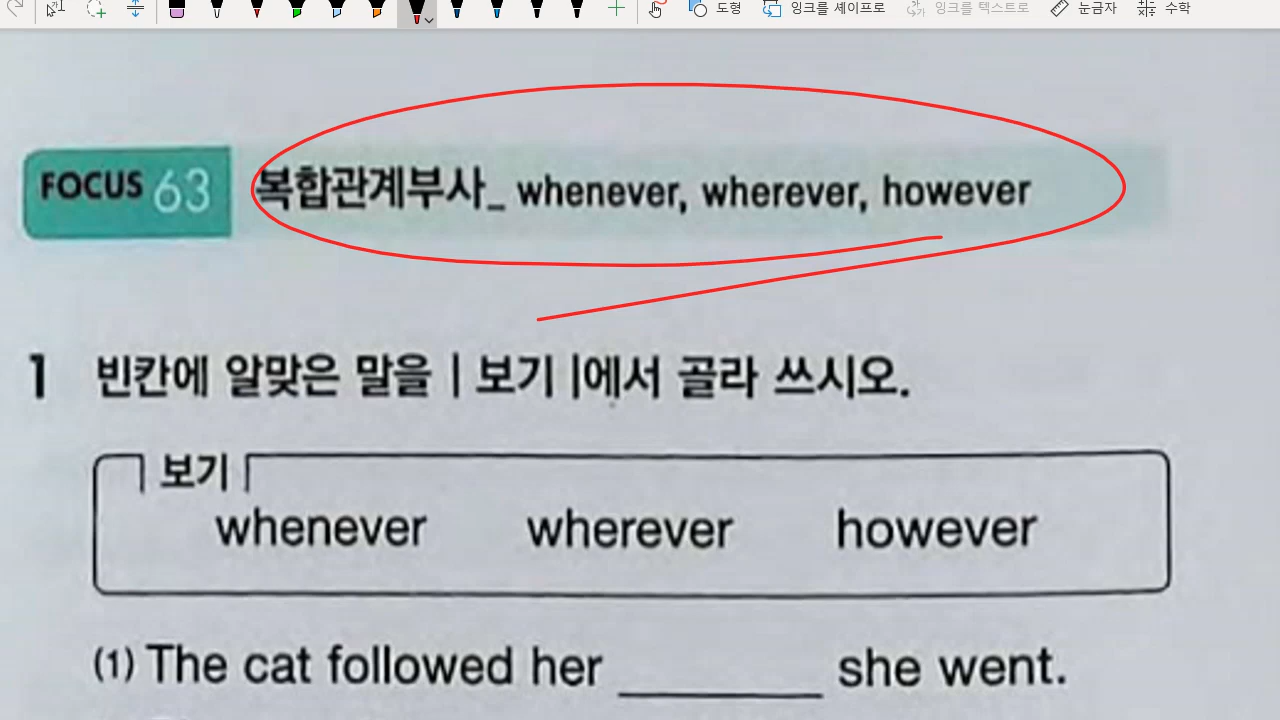 도형 잉크를 셰이프로 잉크를 텍스트로 눈금자 수학
FOCUS 63 복합관계부사_ whenever, wherever, however
1 빈칸에 알맞은 말을 | 보기 |에서 골라 쓰시오.
| 보기 |
whenever wherever however
(1) The cat followed her ________ she went.